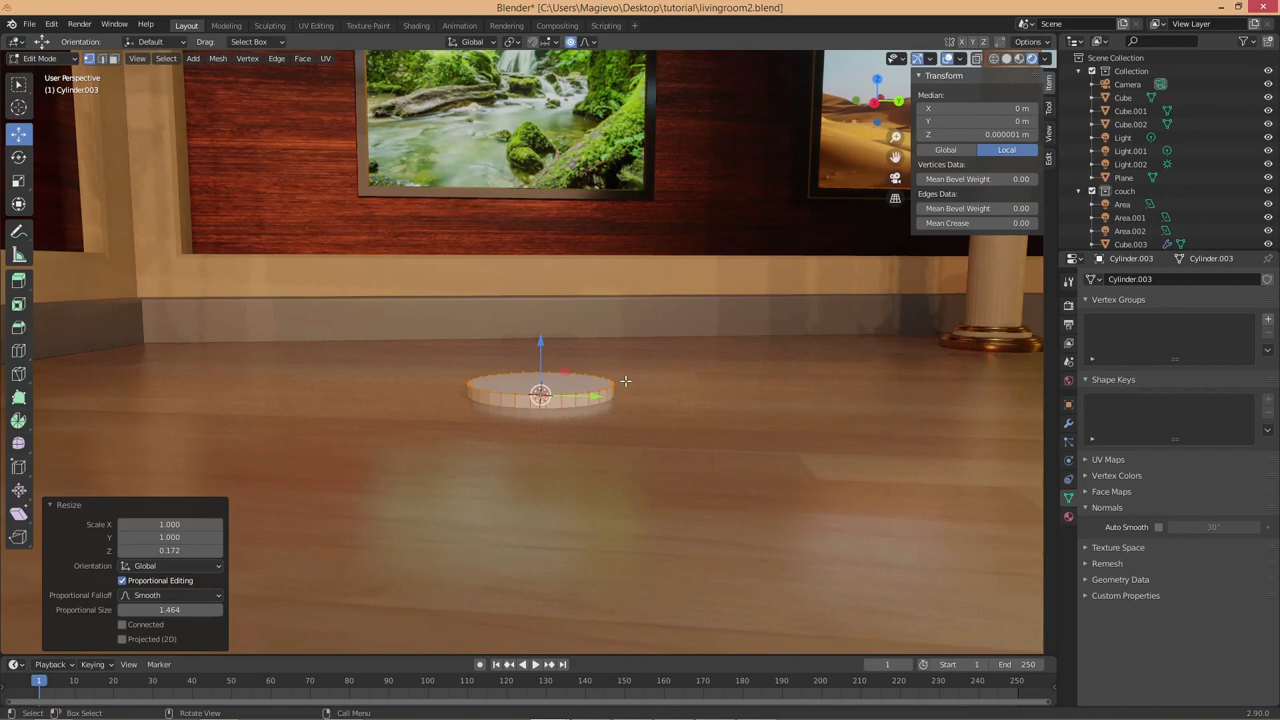 Blender* [C:\Users\Magievo\Desktop\tutorial\livingroom2.blend]
File Edit Render Window Help Layout Modeling Sculpting UV Editing Texture Paint Shading Animation Rendering Compositing Scripting + Scene View Layer
Orientation: Default Drag: Select Box Global X Y Z Options
Edit Mode View Select Add Mesh Vertex Edge Face UV
User Perspective
(1) Cylinder.003
Z
Y
Transform
Median:
X 0 m
Y 0 m
Z 0.000001 m
Global Local
Vertices Data:
Mean Bevel Weight 0.00
Edges Data:
Mean Bevel Weight 0.00
Mean Crease 0.00
Item
Tool
View
Edit
Scene Collection
Collection
Camera
Cube
Cube.001
Cube.002
Light
Light.001
Light.002
Plane
couch
Area
Area.001
Area.002
Cube.003
Cylinder.003 Cylinder.003
Cylinder.003
Vertex Groups
Shape Keys
UV Maps
Vertex Colors
Face Maps
Normals
Auto Smooth 30°
Texture Space
Remesh
Geometry Data
Custom Properties
Resize
Scale X 1.000
Y 1.000
Z 0.172
Orientation Global
Proportional Editing
Proportional Falloff Smooth
Proportional Size 1.464
Connected
Projected (2D)
Playback Keying View Marker 1 Start 1 End 250
1 10 20 30 40 50 60 70 80 90 100 110 120 130 140 150 160 170 180 190 200 210 220 230 240 250
Select Box Select Rotate View Call Menu 2.90.0